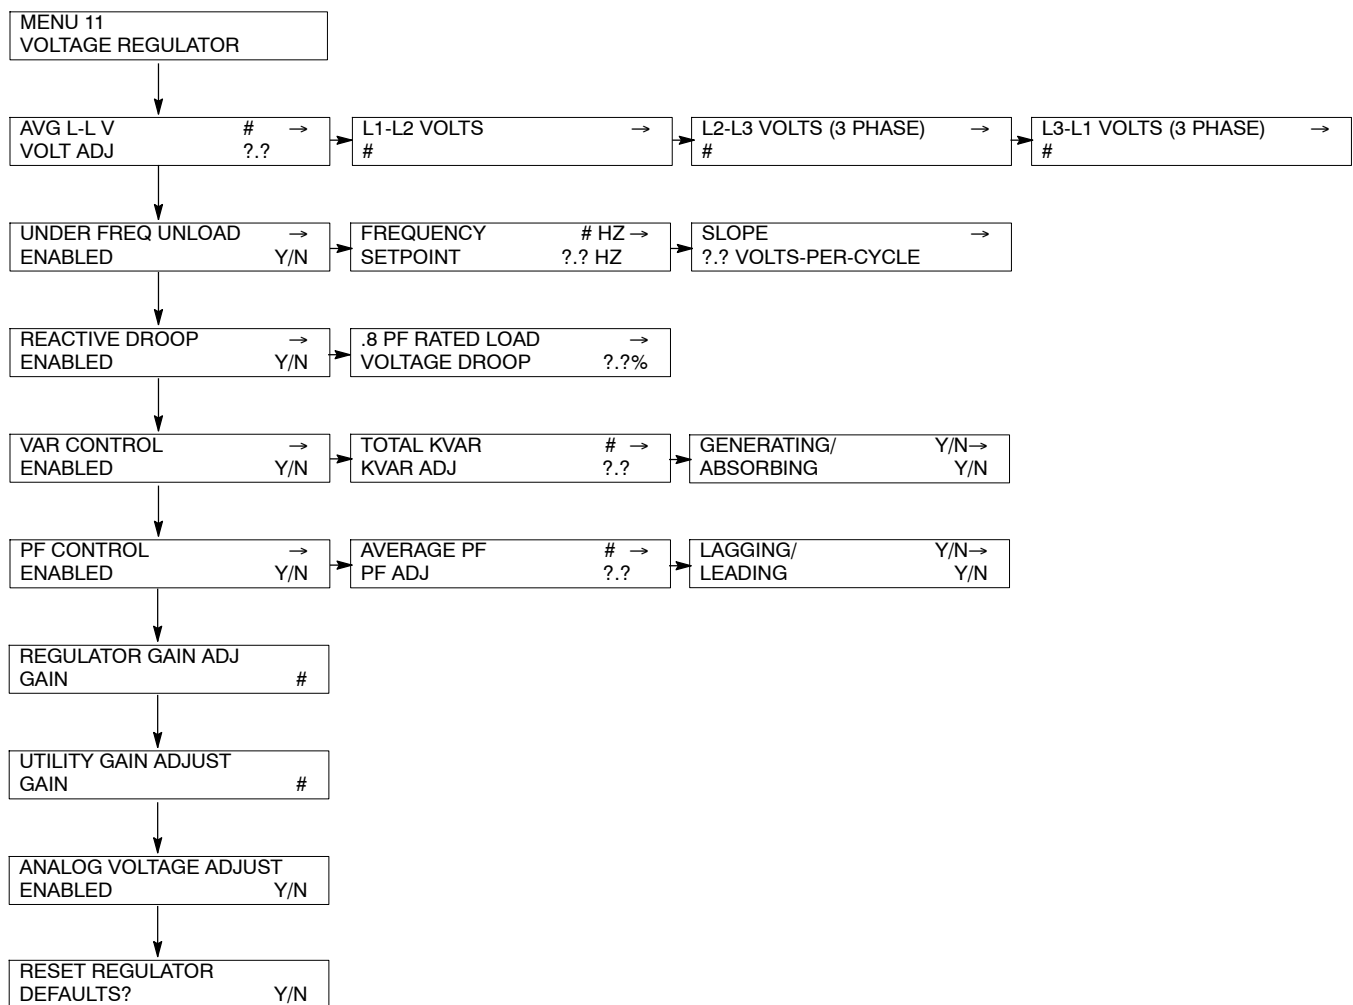 MENU 11
VOLTAGE REGULATOR
AVG L-L V # →
VOLT ADJ ?.?
L1-L2 VOLTS →
#
L2-L3 VOLTS (3 PHASE) →
#
L3-L1 VOLTS (3 PHASE) →
#
UNDER FREQ UNLOAD →
ENABLED Y/N
FREQUENCY # HZ →
SETPOINT ?.? HZ
SLOPE →
?.? VOLTS-PER-CYCLE
REACTIVE DROOP →
ENABLED Y/N
.8 PF RATED LOAD →
VOLTAGE DROOP ?.?%
VAR CONTROL →
ENABLED Y/N
TOTAL KVAR # →
KVAR ADJ ?.?
GENERATING/ Y/N→
ABSORBING Y/N
PF CONTROL →
ENABLED Y/N
AVERAGE PF # →
PF ADJ ?.?
LAGGING/ Y/N→
LEADING Y/N
REGULATOR GAIN ADJ
GAIN #
UTILITY GAIN ADJUST
GAIN #
ANALOG VOLTAGE ADJUST
ENABLED Y/N
RESET REGULATOR
DEFAULTS? Y/N